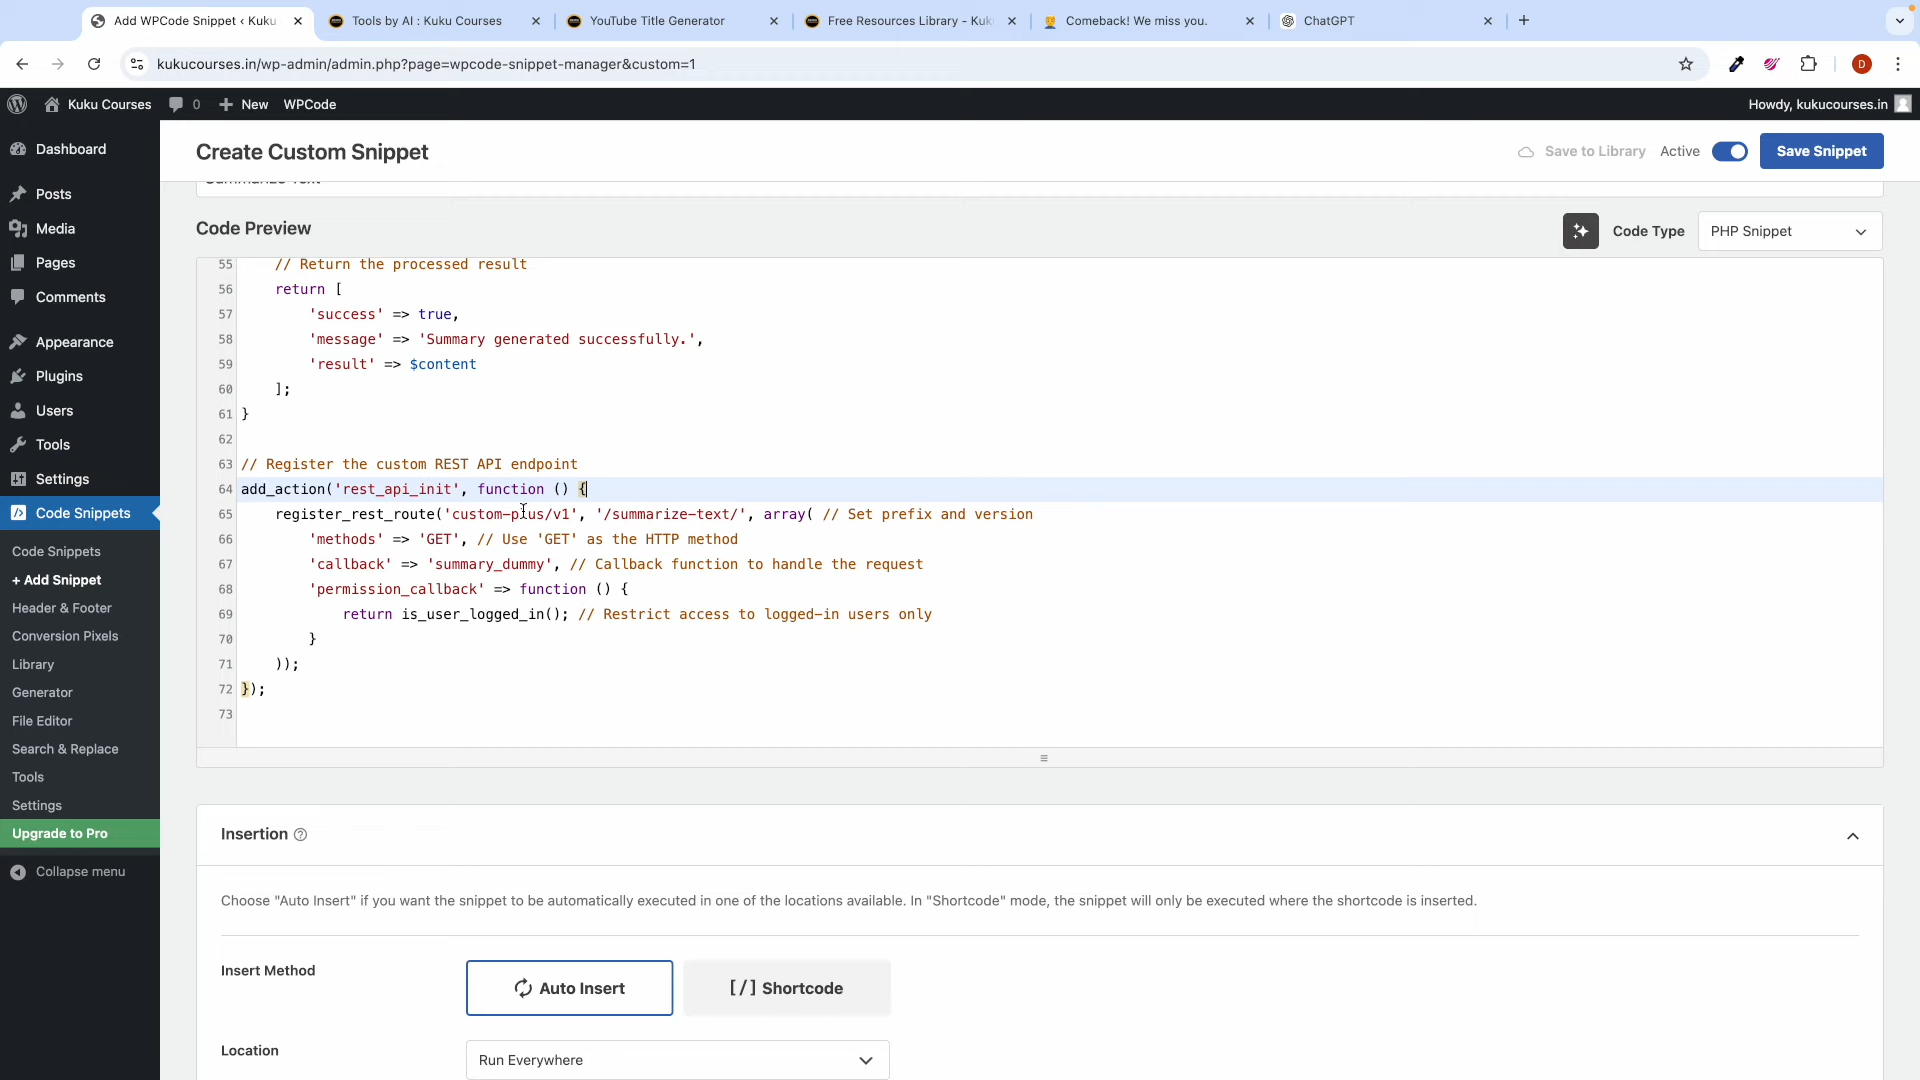 Add WPCode Snippet ‹ Kuku
Tools by AI : Kuku Courses
YouTube Title Generator
Free Resources Library - Kuk
Comeback! We miss you.
ChatGPT
kukucourses.in/wp-admin/admin.php?page=wpcode-snippet-manager&custom=1
D
Kuku Courses
0
New
WPCode
Howdy, kukucourses.in
Dashboard
Posts
Media
Pages
Comments
Appearance
Plugins
Users
Tools
Settings
Code Snippets
Code Snippets
+ Add Snippet
Header & Footer
Conversion Pixels
Library
Generator
File Editor
Search & Replace
Tools
Settings
Upgrade to Pro
Collapse menu
Create Custom Snippet
Save to Library
Active
Save Snippet
Code Preview
Code Type
PHP Snippet
55 // Return the processed result
56 return [
57 'success' => true,
58 'message' => 'Summary generated successfully.',
59 'result' => $content
60 ];
61 }
62
63 // Register the custom REST API endpoint
64 add_action('rest_api_init', function () {
65 register_rest_route('custom-plus/v1', '/summarize-text/', array( // Set prefix and version
66 'methods' => 'GET', // Use 'GET' as the HTTP method
67 'callback' => 'summary_dummy', // Callback function to handle the request
68 'permission_callback' => function () {
69 return is_user_logged_in(); // Restrict access to logged-in users only
70 }
71 ));
72 });
73
Insertion
Choose "Auto Insert" if you want the snippet to be automatically executed in one of the locations available. In "Shortcode" mode, the snippet will only be executed where the shortcode is inserted.
Insert Method
Auto Insert
[/] Shortcode
Location
Run Everywhere